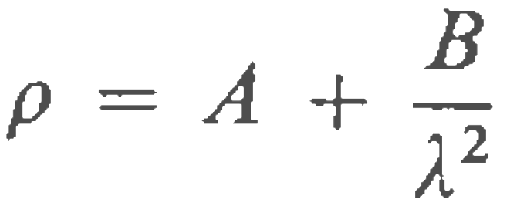 ρ = A + B/λ²